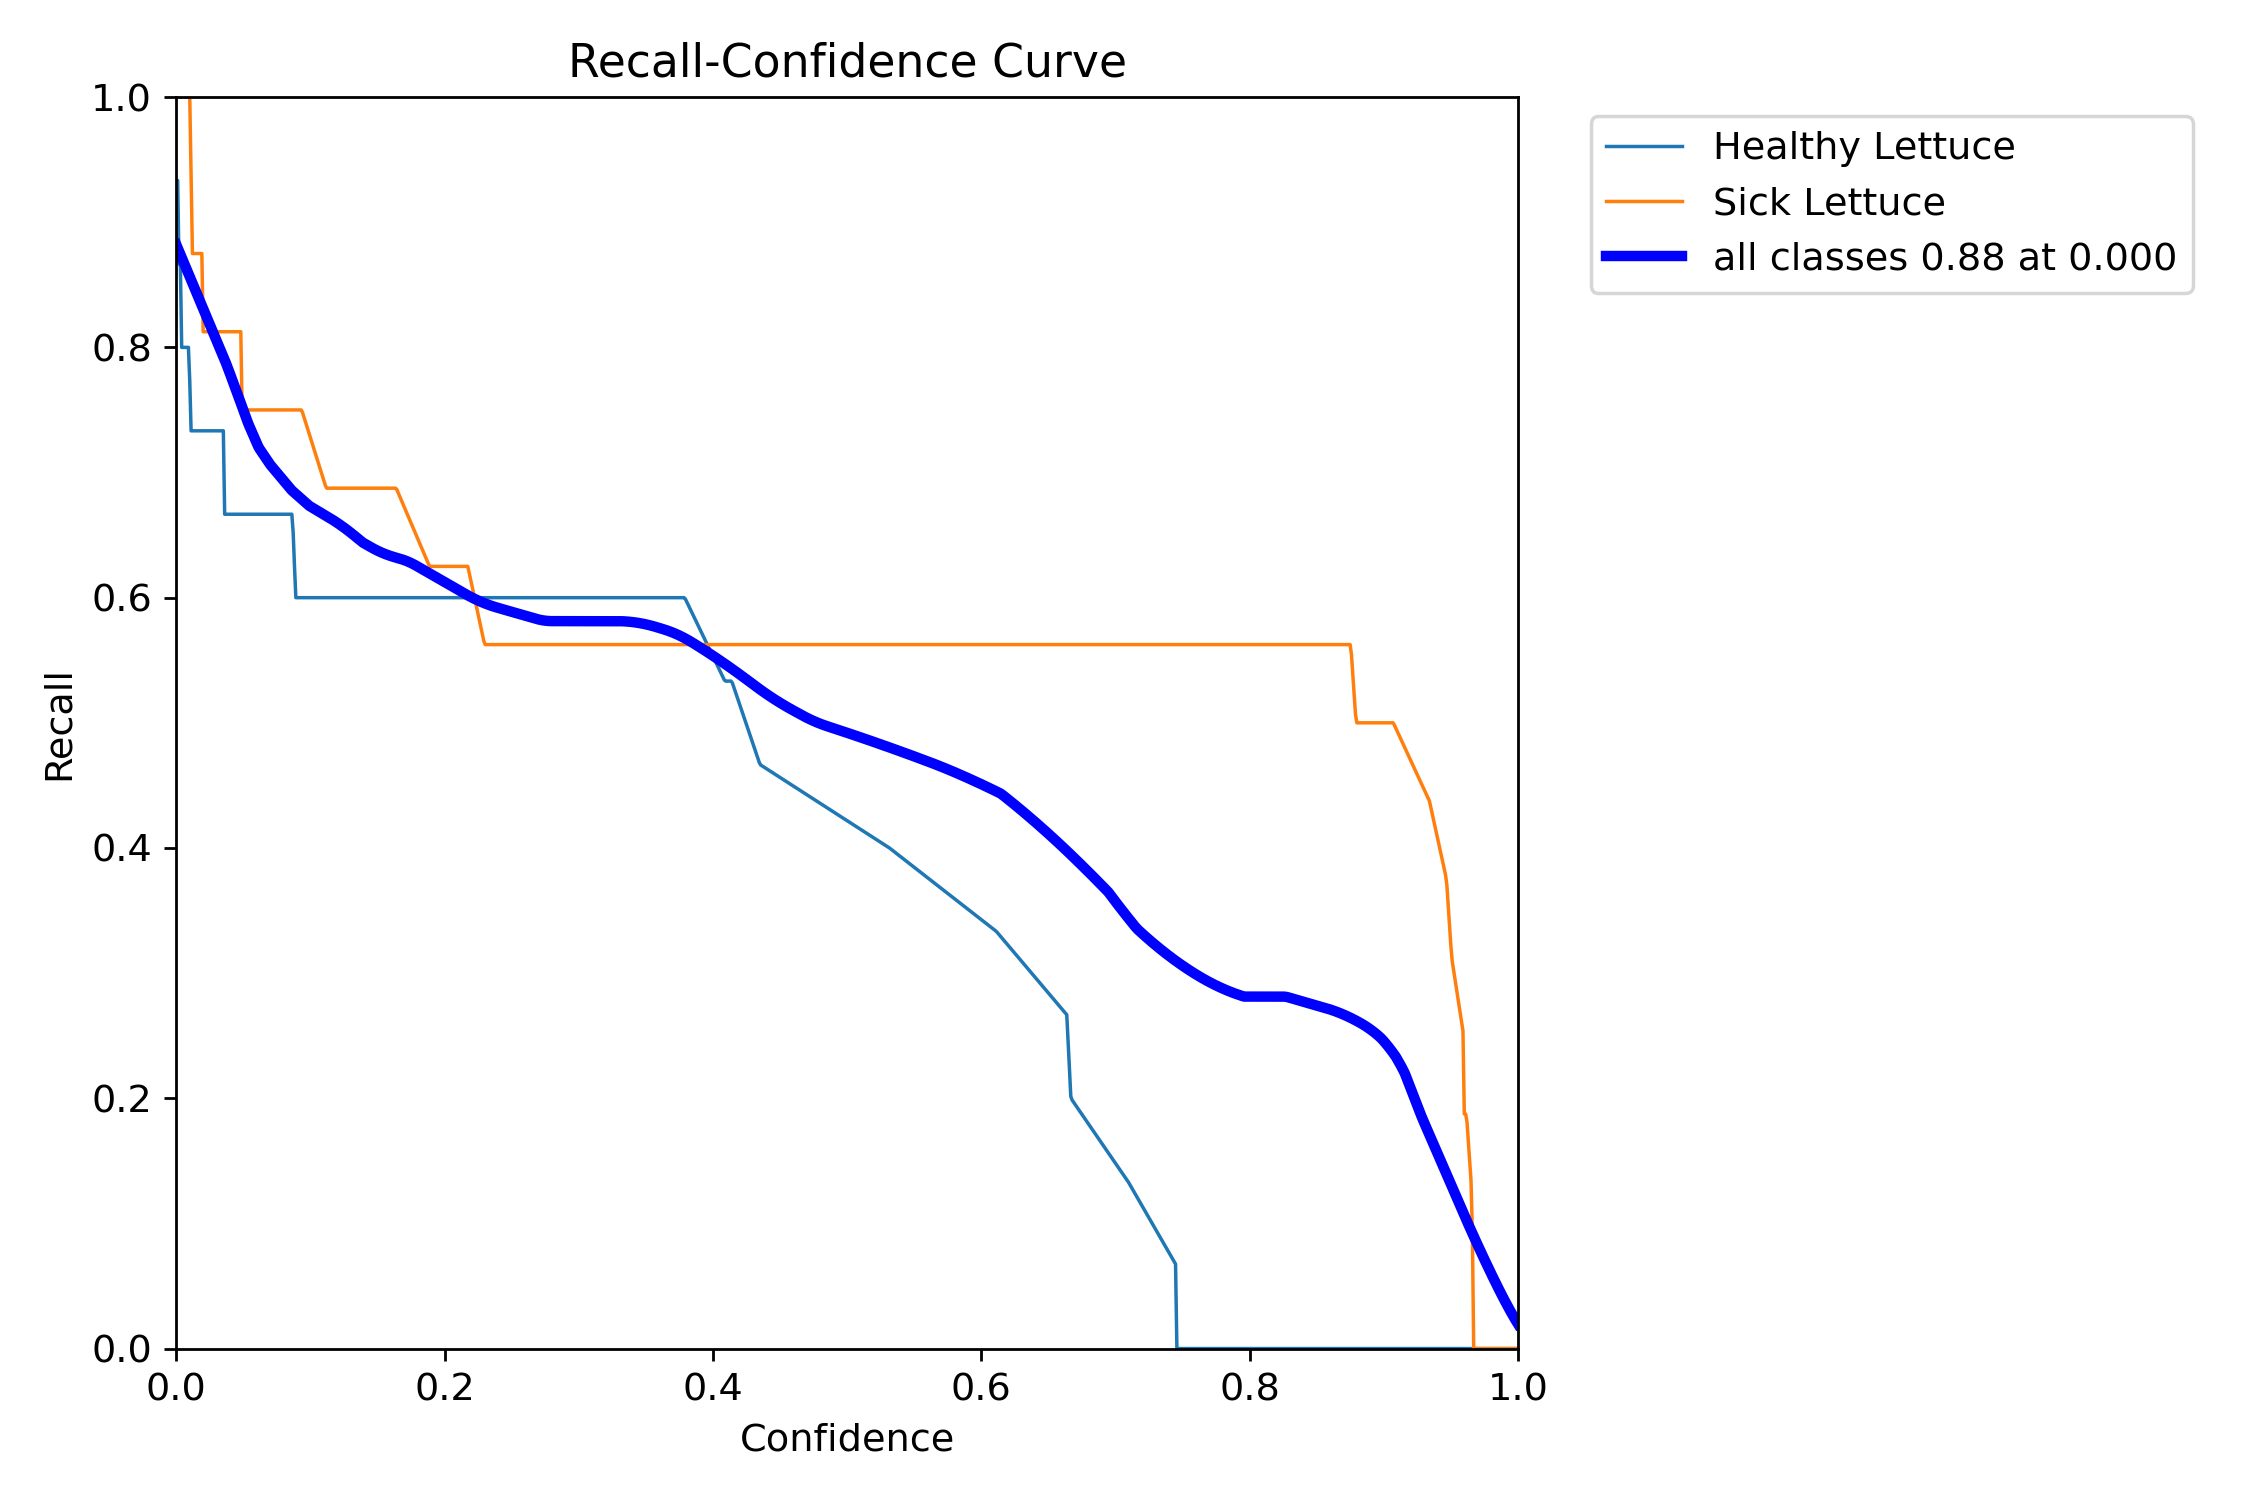 Recall-Confidence Curve
1.0
0.8
0.6
0.4
0.2
0.0
Recall
0.0 0.2 0.4 0.6 0.8 1.0
Confidence
Healthy Lettuce
Sick Lettuce
all classes 0.88 at 0.000